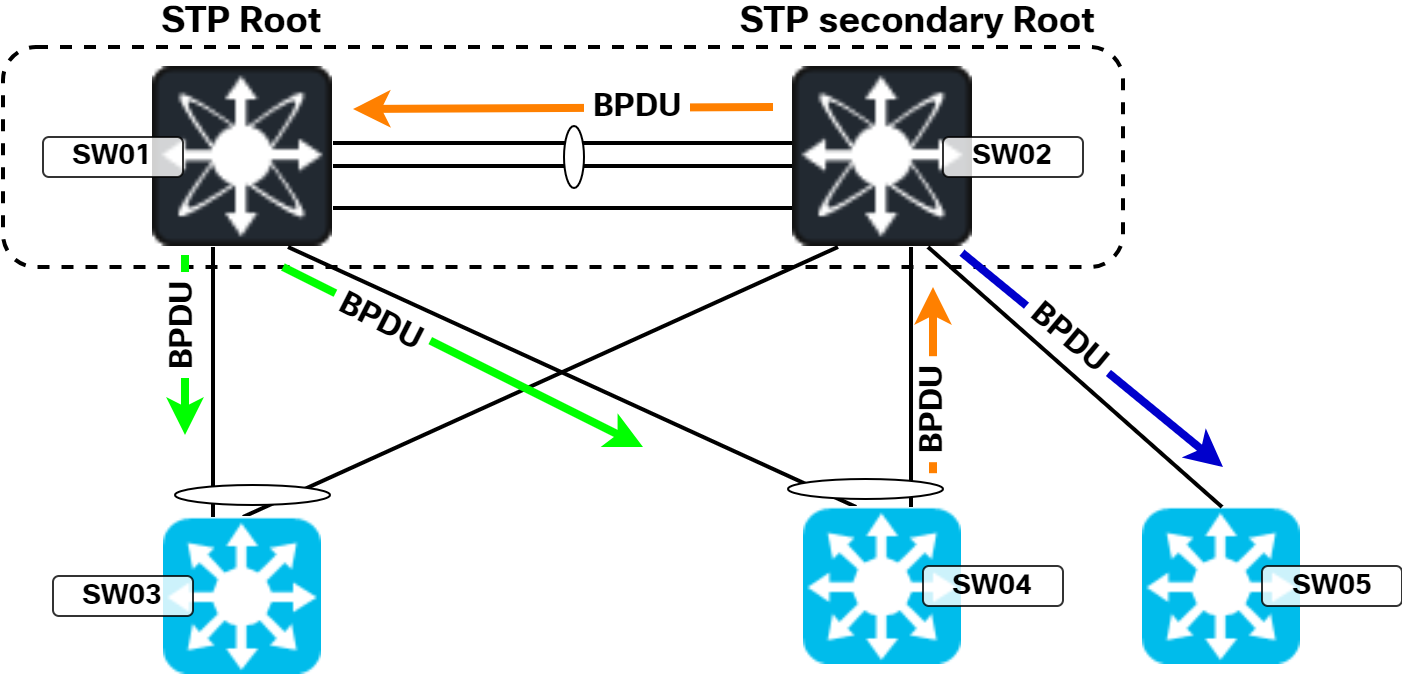 STP Root
STP secondary Root
BPDU
SW01
SW02
BPDU
BPDU
BPDU
BPDU
SW03
SW04
SW05